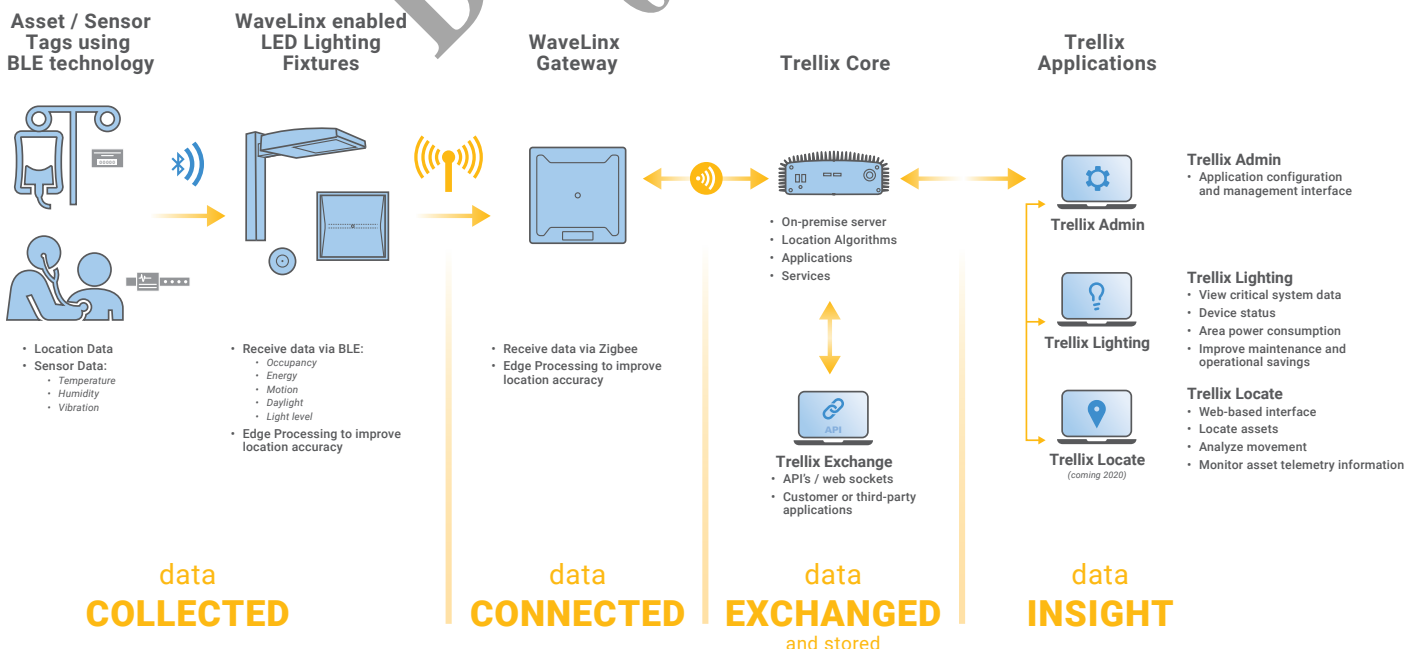 Asset / Sensor
Tags using
BLE technology
WaveLinx enabled
LED Lighting
Fixtures
WaveLinx
Gateway
Trellix Core
Trellix
Applications
• Location Data
• Sensor Data:
• Temperature
• Humidity
• Vibration
• Receive data via BLE:
• Occupancy
• Energy
• Motion
• Daylight
• Light level
• Edge Processing to improve
location accuracy
• Receive data via Zigbee
• Edge Processing to improve
location accuracy
• On-premise server
• Location Algorithms
• Applications
• Services
API
Trellix Exchange
• API's / web sockets
• Customer or third-party
applications
Trellix Admin
Trellix Admin
• Application configuration
and management interface
Trellix Lighting
Trellix Lighting
• View critical system data
• Device status
• Area power consumption
• Improve maintenance and
operational savings
Trellix Locate
(coming 2020)
Trellix Locate
• Web-based interface
• Locate assets
• Analyze movement
• Monitor asset telemetry information
data
COLLECTED
data
CONNECTED
data
EXCHANGED
and stored
data
INSIGHT